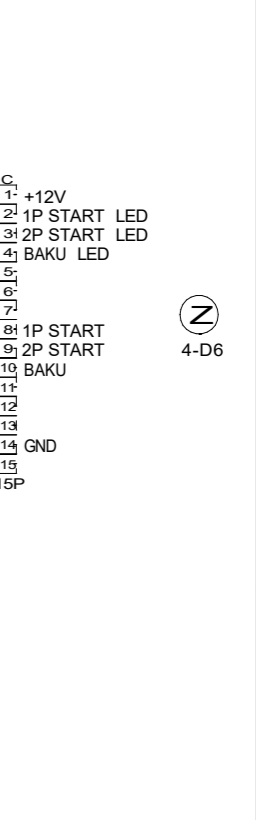 C
1 +12V
2 1P START LED
3 2P START LED
4 BAKU LED
5
6
7
8 1P START
9 2P START
10 BAKU
11
12
13
14 GND
15
15P
Z
4-D6